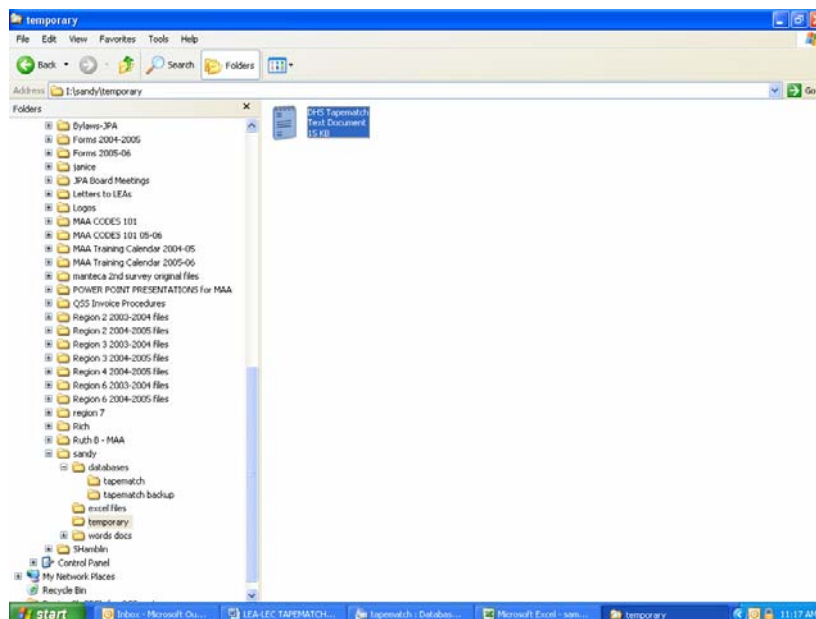 temporary
File Edit View Favorites Tools Help
Back Search Folders
Address I:\sandy\temporary Go
Folders
DHS Tapematch
Text Document
15 KB
Bylaws-JPA
Forms 2004-2005
Forms 2005-06
janice
JPA Board Meetings
Letters to LEAs
Logos
MAA CODES 101
MAA CODES 101 05-06
MAA Training Calendar 2004-05
MAA Training Calendar 2005-06
manteca 2nd survey original files
POWER POINT PRESENTATIONS for MAA
QSS Invoice Procedures
Region 2 2003-2004 files
Region 2 2004-2005 files
Region 3 2003-2004 files
Region 3 2004-2005 files
Region 4 2004-2005 files
Region 6 2003-2004 files
Region 6 2004-2005 files
region 7
Rich
Ruth B - MAA
sandy
databases
tapematch
tapematch backup
excel files
temporary
words docs
SHamblin
Control Panel
My Network Places
Recycle Bin
start Inbox - Microsoft Ou... LEA-LEC TAPEMATCH... tapematch : Databas... Microsoft Excel - sam... temporary 11:17 AM